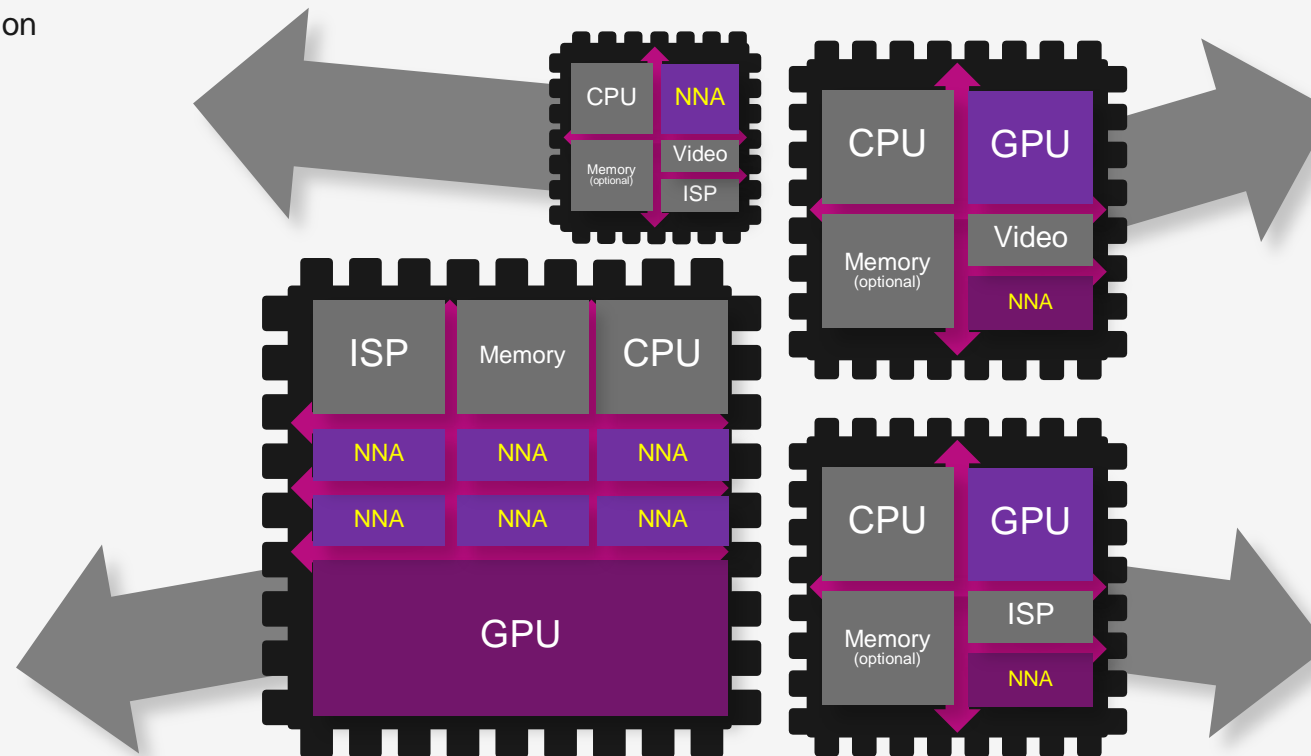 on
CPU
NNA
Memory
(optional)
Video
ISP
CPU
GPU
Memory
(optional)
Video
NNA
ISP
Memory
CPU
NNA
NNA
NNA
NNA
NNA
NNA
GPU
CPU
GPU
Memory
(optional)
ISP
NNA